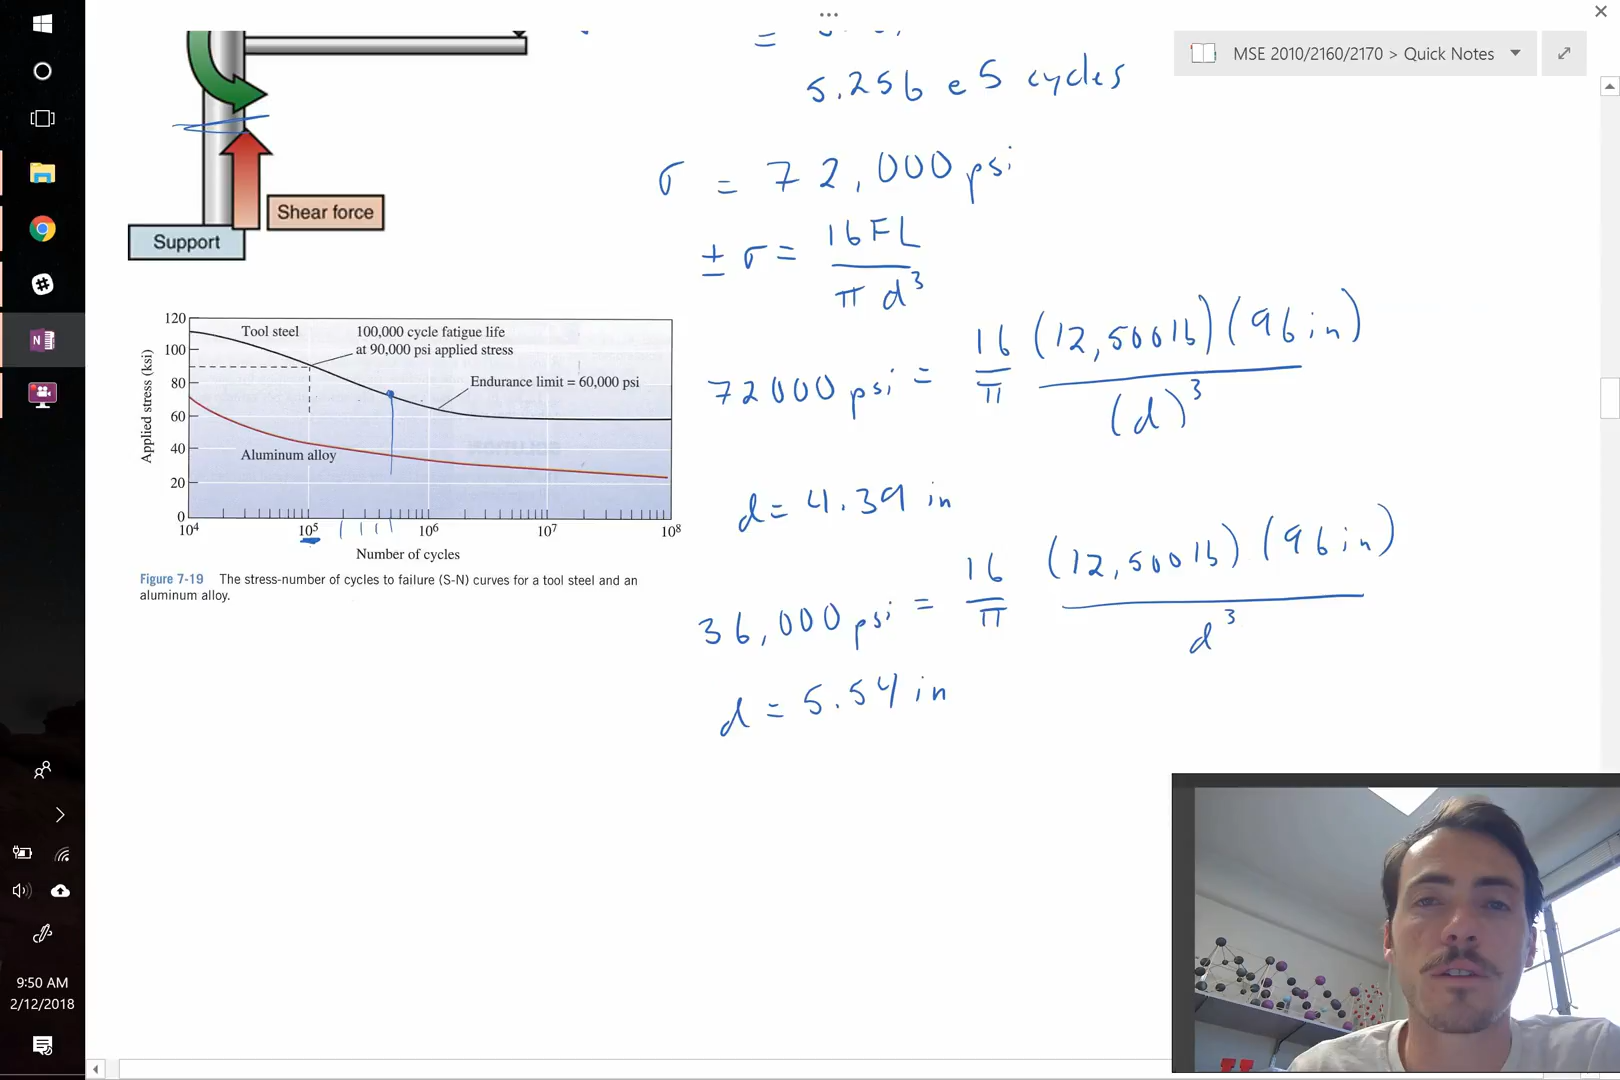 MSE 2010/2160/2170 > Quick Notes
5.256 e5 cycles
σ = 72,000 psi
± σ = 16FL / π d³
Shear force
Support
72000 psi = 16/π (12,500 lb) (96 in) / (d)³
d = 4.39 in
36,000 psi = 16/π (12,500 lb) (96 in) / d³
d = 5.54 in
Applied stress (ksi)
120
100
80
60
40
20
0
Tool steel
100,000 cycle fatigue life
at 90,000 psi applied stress
Endurance limit = 60,000 psi
Aluminum alloy
10⁴ 10⁵ 10⁶ 10⁷ 10⁸
Number of cycles
Figure 7-19 The stress-number of cycles to failure (S-N) curves for a tool steel and an
aluminum alloy.
9:50 AM
2/12/2018